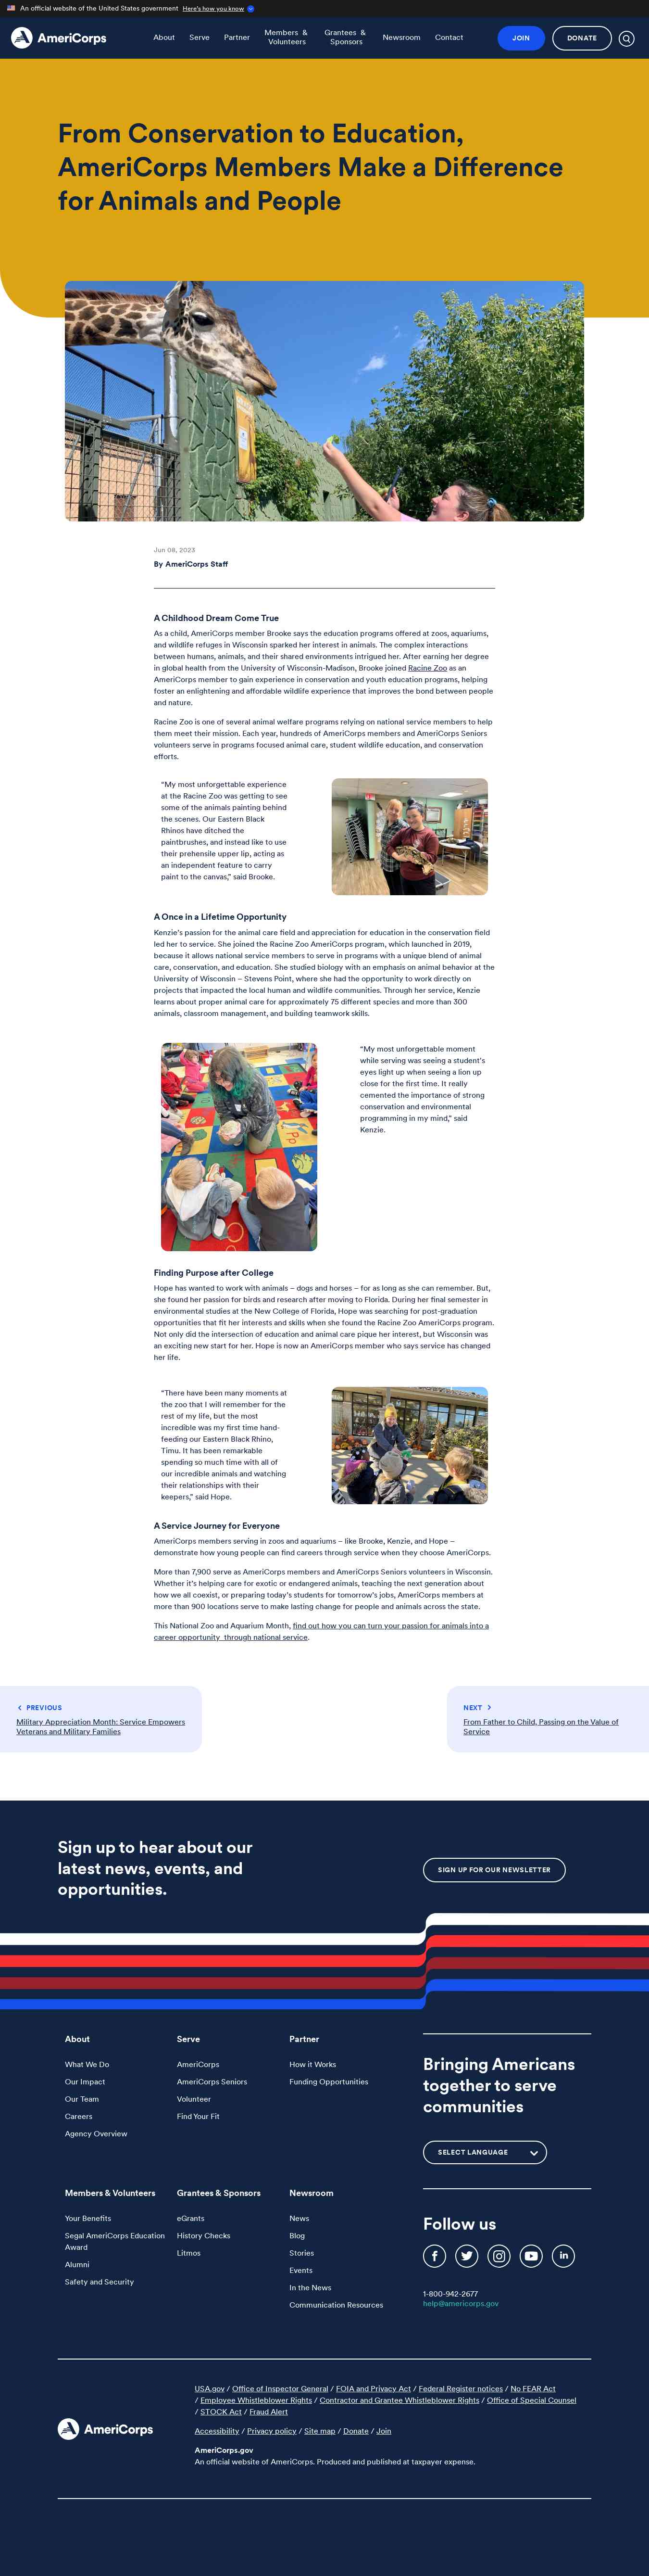 An official website of the United States government Here's how you know
AmeriCorps
About
Serve
Partner
Members & Volunteers
Grantees & Sponsors
Newsroom
Contact
JOIN
DONATE
From Conservation to Education,
AmeriCorps Members Make a Difference
for Animals and People
Jun 08, 2023
By AmeriCorps Staff
A Childhood Dream Come True
As a child, AmeriCorps member Brooke says the education programs offered at zoos, aquariums,
and wildlife refuges in Wisconsin sparked her interest in animals. The complex interactions
between humans, animals, and their shared environments intrigued her. After earning her degree
in global health from the University of Wisconsin-Madison, Brooke joined Racine Zoo as an
AmeriCorps member to gain experience in conservation and youth education programs, helping
foster an enlightening and affordable wildlife experience that improves the bond between people
and nature.
Racine Zoo is one of several animal welfare programs relying on national service members to help
them meet their mission. Each year, hundreds of AmeriCorps members and AmeriCorps Seniors
volunteers serve in programs focused animal care, student wildlife education, and conservation
efforts.
“My most unforgettable experience
at the Racine Zoo was getting to see
some of the animals painting behind
the scenes. Our Eastern Black
Rhinos have ditched the
paintbrushes, and instead like to use
their prehensile upper lip, acting as
an independent feature to carry
paint to the canvas,” said Brooke.
A Once in a Lifetime Opportunity
Kenzie’s passion for the animal care field and appreciation for education in the conservation field
led her to service. She joined the Racine Zoo AmeriCorps program, which launched in 2019,
because it allows national service members to serve in programs with a unique blend of animal
care, conservation, and education. She studied biology with an emphasis on animal behavior at the
University of Wisconsin – Stevens Point, where she had the opportunity to work directly on
projects that impacted the local human and wildlife communities. Through her service, Kenzie
learns about proper animal care for approximately 75 different species and more than 300
animals, classroom management, and building teamwork skills.
“My most unforgettable moment
while serving was seeing a student’s
eyes light up when seeing a lion up
close for the first time. It really
cemented the importance of strong
conservation and environmental
programming in my mind,” said
Kenzie.
Finding Purpose after College
Hope has wanted to work with animals – dogs and horses – for as long as she can remember. But,
she found her passion for birds and research after moving to Florida. During her final semester in
environmental studies at the New College of Florida, Hope was searching for post-graduation
opportunities that fit her interests and skills when she found the Racine Zoo AmeriCorps program.
Not only did the intersection of education and animal care pique her interest, but Wisconsin was
an exciting new start for her. Hope is now an AmeriCorps member who says service has changed
her life.
“There have been many moments at
the zoo that I will remember for the
rest of my life, but the most
incredible was my first time hand-
feeding our Eastern Black Rhino,
Timu. It has been remarkable
spending so much time with all of
our incredible animals and watching
their relationships with their
keepers,” said Hope.
A Service Journey for Everyone
AmeriCorps members serving in zoos and aquariums – like Brooke, Kenzie, and Hope –
demonstrate how young people can find careers through service when they choose AmeriCorps.
More than 7,900 serve as AmeriCorps members and AmeriCorps Seniors volunteers in Wisconsin.
Whether it’s helping care for exotic or endangered animals, teaching the next generation about
how we all coexist, or preparing today’s students for tomorrow’s jobs, AmeriCorps members at
more than 900 locations serve to make lasting change for people and animals across the state.
This National Zoo and Aquarium Month, find out how you can turn your passion for animals into a
career opportunity through national service.
PREVIOUS
Military Appreciation Month: Service Empowers
Veterans and Military Families
NEXT
From Father to Child, Passing on the Value of
Service
Sign up to hear about our
latest news, events, and
opportunities.
SIGN UP FOR OUR NEWSLETTER
About
What We Do
Our Impact
Our Team
Careers
Agency Overview
Serve
AmeriCorps
AmeriCorps Seniors
Volunteer
Find Your Fit
Partner
How it Works
Funding Opportunities
Bringing Americans
together to serve
communities
SELECT LANGUAGE
Members & Volunteers
Your Benefits
Segal AmeriCorps Education
Award
Alumni
Safety and Security
Grantees & Sponsors
eGrants
History Checks
Litmos
Newsroom
News
Blog
Stories
Events
In the News
Communication Resources
Follow us
1-800-942-2677
help@americorps.gov
AmeriCorps
USA.gov / Office of Inspector General / FOIA and Privacy Act / Federal Register notices / No FEAR Act
/ Employee Whistleblower Rights / Contractor and Grantee Whistleblower Rights / Office of Special Counsel
/ STOCK Act / Fraud Alert
Accessibility / Privacy policy / Site map / Donate / Join
AmeriCorps.gov
An official website of AmeriCorps. Produced and published at taxpayer expense.